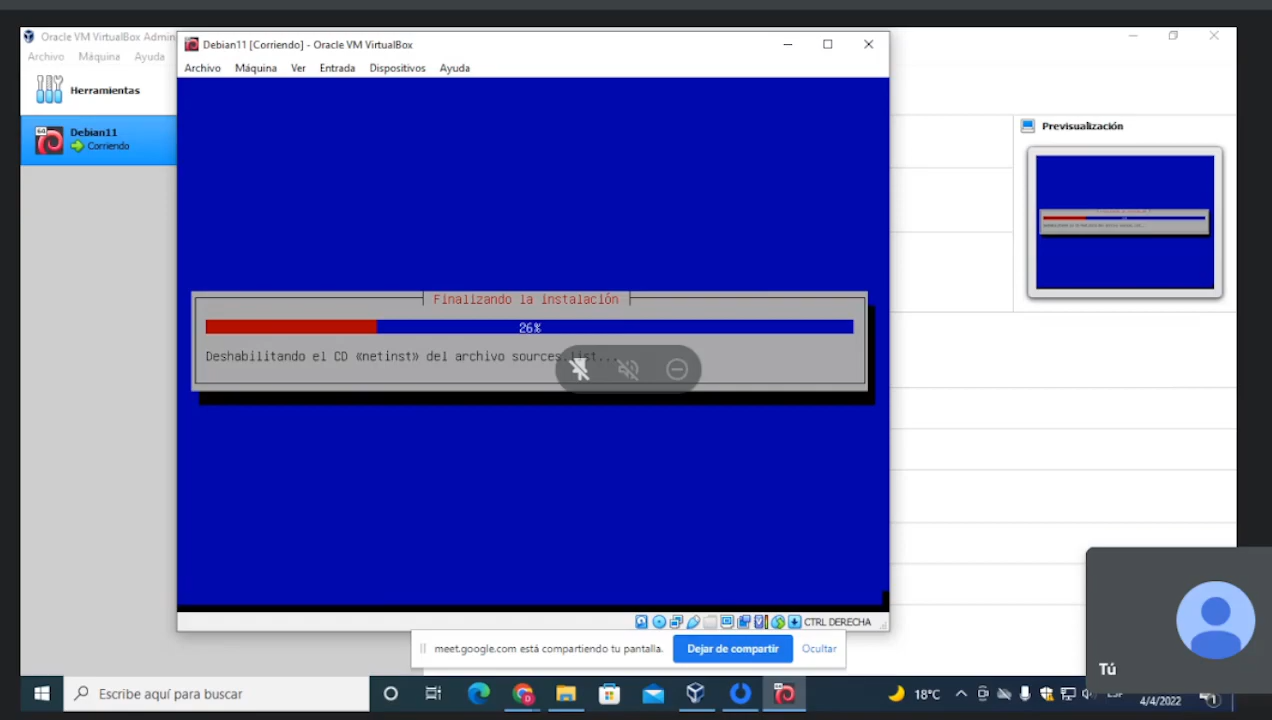 Oracle VM VirtualBox Admin
Archivo Máquina Ayuda
Herramientas
64
Debian11
Corriendo
Debian11 [Corriendo] - Oracle VM VirtualBox
Archivo Máquina Ver Entrada Dispositivos Ayuda
Finalizando la instalación
26%
Deshabilitando el CD «netinst» del archivo sources.list...
CTRL DERECHA
Previsualización
meet.google.com está compartiendo tu pantalla.
Dejar de compartir
Ocultar
Tú
Escribe aquí para buscar
18°C
4/4/2022
1